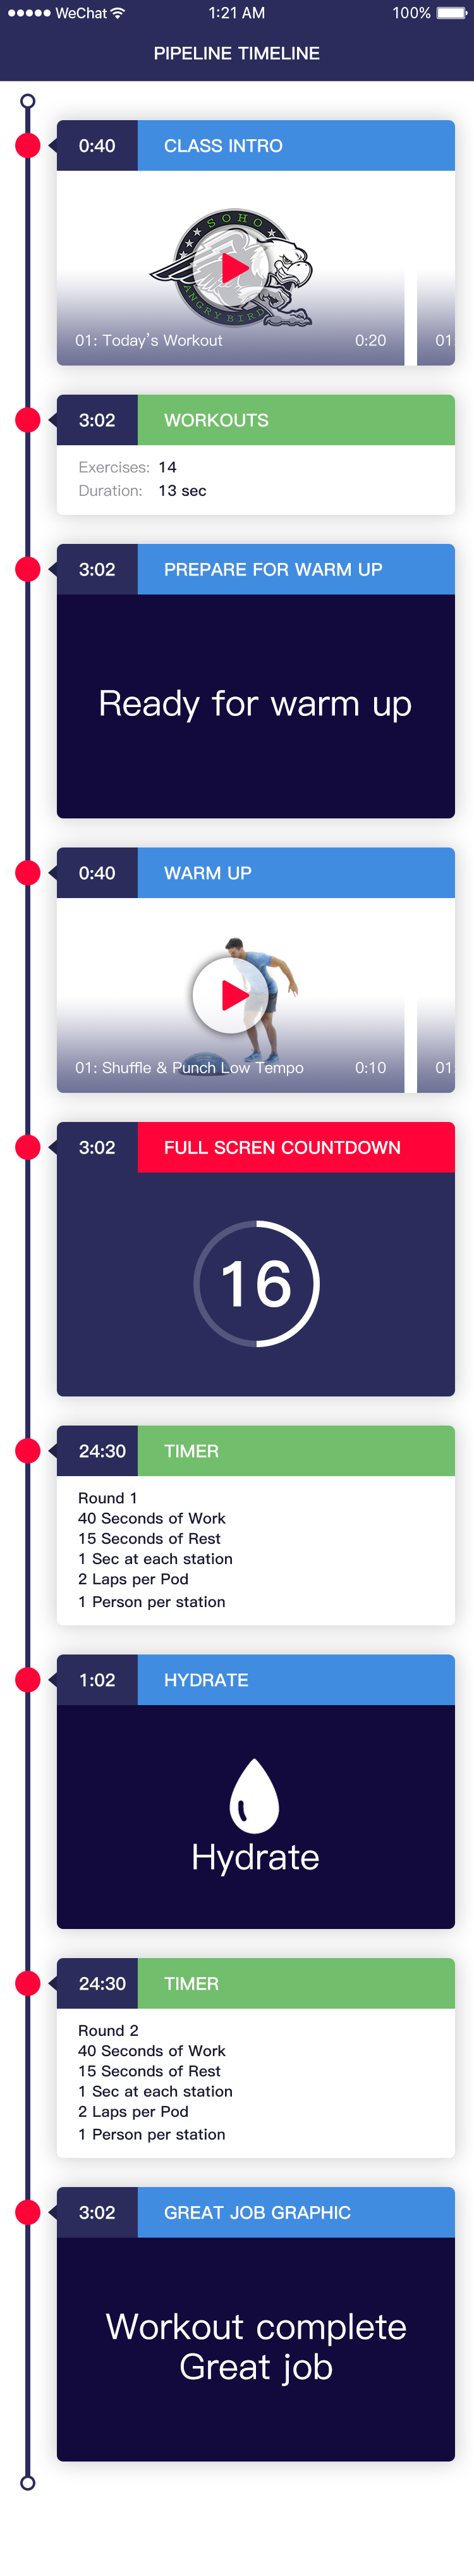 WeChat
1:21 AM
100%
PIPELINE TIMELINE
0:40
CLASS INTRO
SOHO
ANGRY BIRD
01: Today's Workout
0:20
01:
3:02
WORKOUTS
Exercises: 14
Duration: 13 sec
3:02
PREPARE FOR WARM UP
Ready for warm up
0:40
WARM UP
01: Shuffle & Punch Low Tempo
0:10
01:
3:02
FULL SCREN COUNTDOWN
16
24:30
TIMER
Round 1
40 Seconds of Work
15 Seconds of Rest
1 Sec at each station
2 Laps per Pod
1 Person per station
1:02
HYDRATE
Hydrate
24:30
TIMER
Round 2
40 Seconds of Work
15 Seconds of Rest
1 Sec at each station
2 Laps per Pod
1 Person per station
3:02
GREAT JOB GRAPHIC
Workout complete
Great job